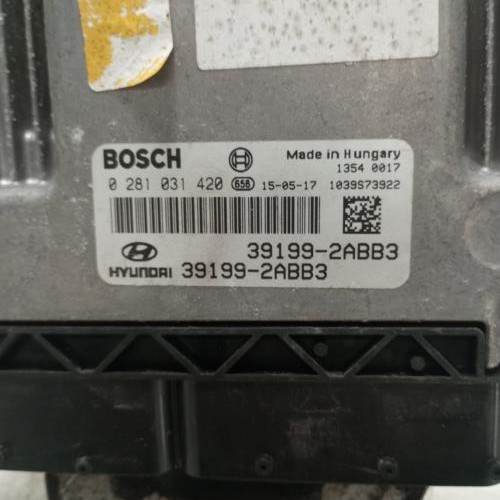 BOSCH
Made in Hungary
1354 0017
0 281 031 420 656 15-05-17 1039S73922
39199-2ABB3
HYUNDAI 39199-2ABB3